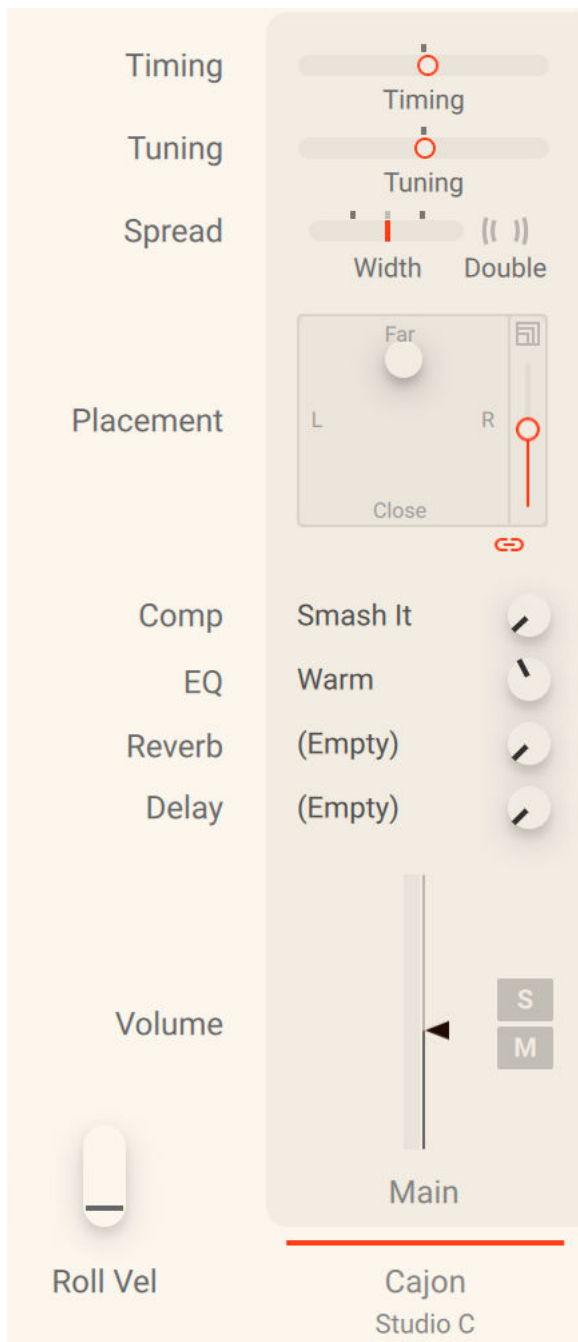 Timing
Timing
Tuning
Tuning
Spread
Width Double
Far
Placement L R
Close
Comp Smash It
EQ Warm
Reverb (Empty)
Delay (Empty)
S
Volume
M
Main
Roll Vel Cajon
Studio C